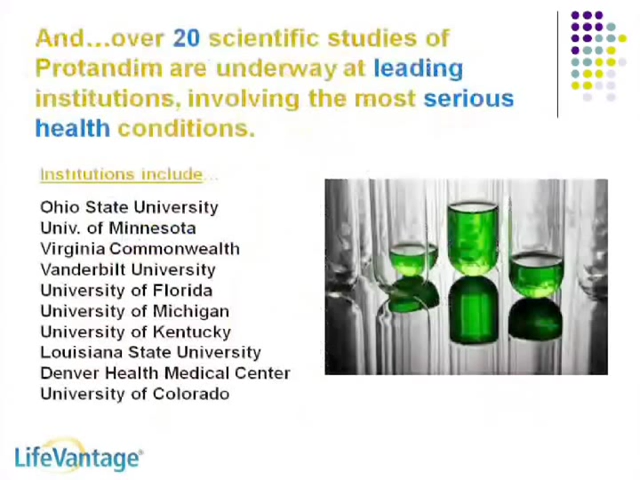 And...over 20 scientific studies of
Protandim are underway at leading
institutions, involving the most serious
health conditions.
Institutions include...
Ohio State University
Univ. of Minnesota
Virginia Commonwealth
Vanderbilt University
University of Florida
University of Michigan
University of Kentucky
Louisiana State University
Denver Health Medical Center
University of Colorado
LifeVantage®